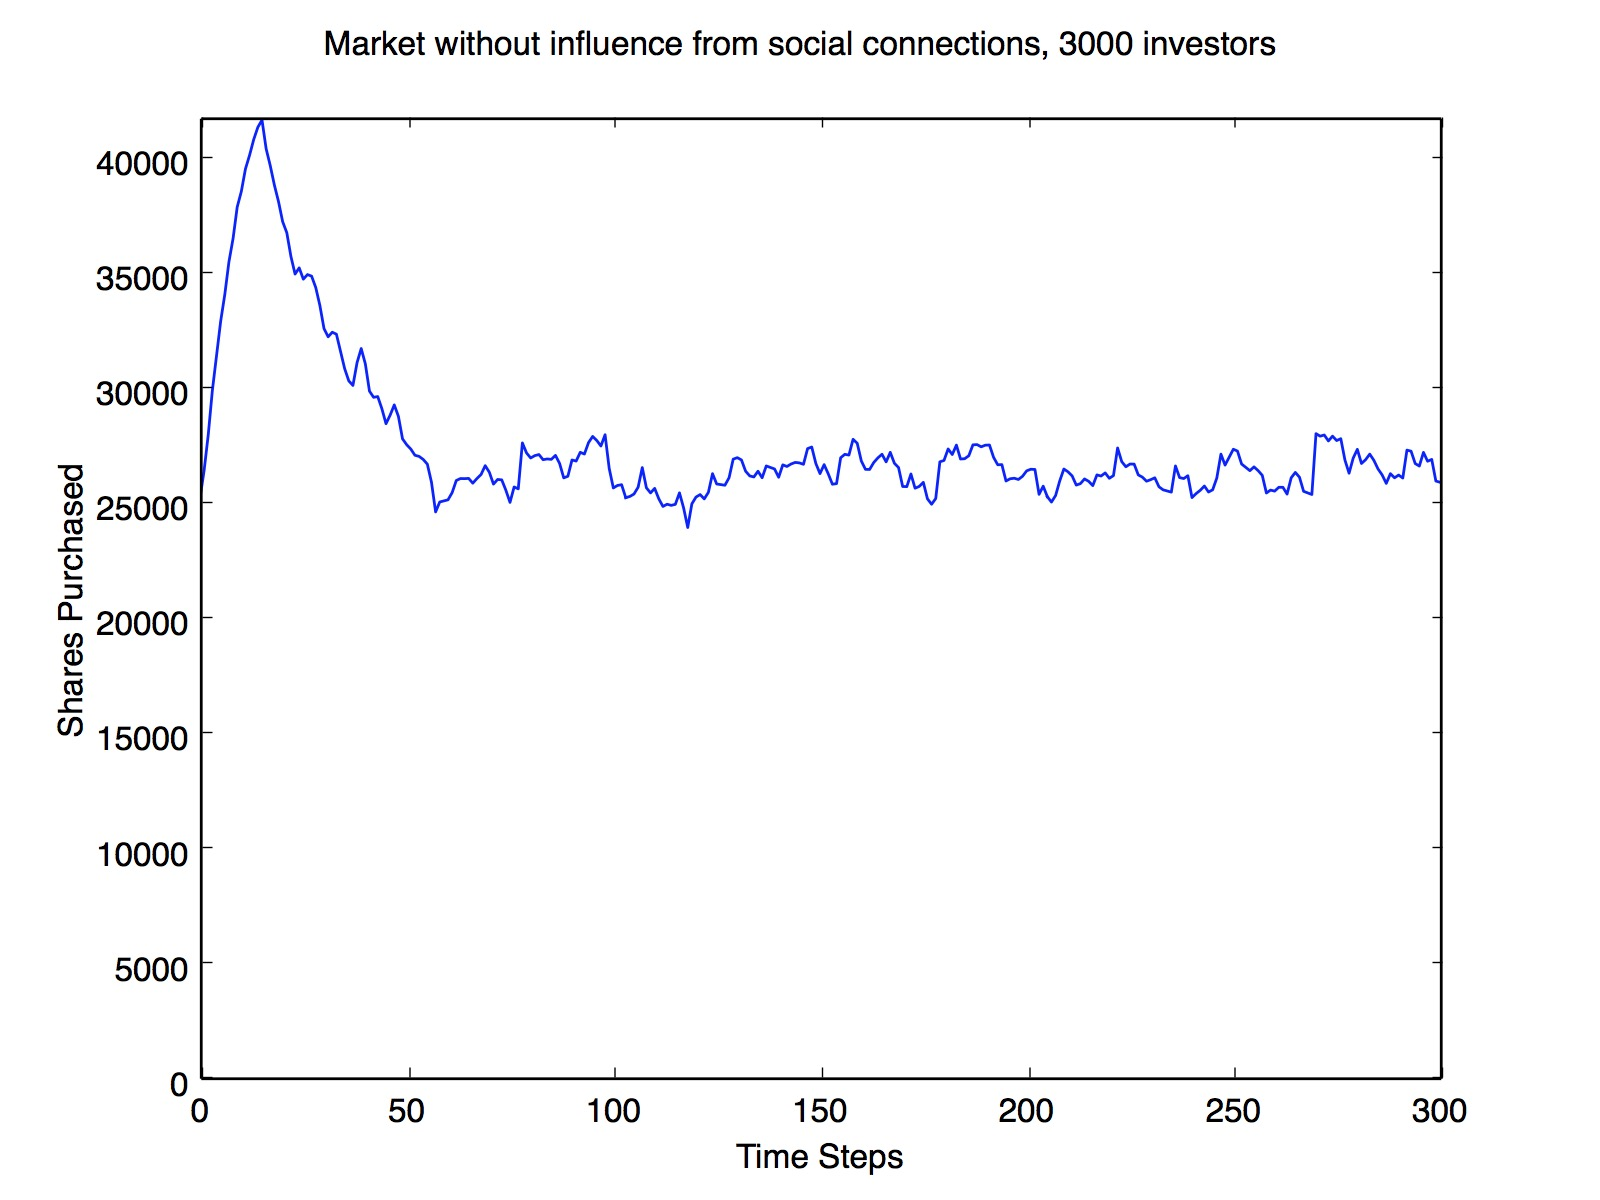 Market without influence from social connections, 3000 investors
40000
35000
30000
25000
20000
15000
10000
5000
0
Shares Purchased
0 50 100 150 200 250 300
Time Steps